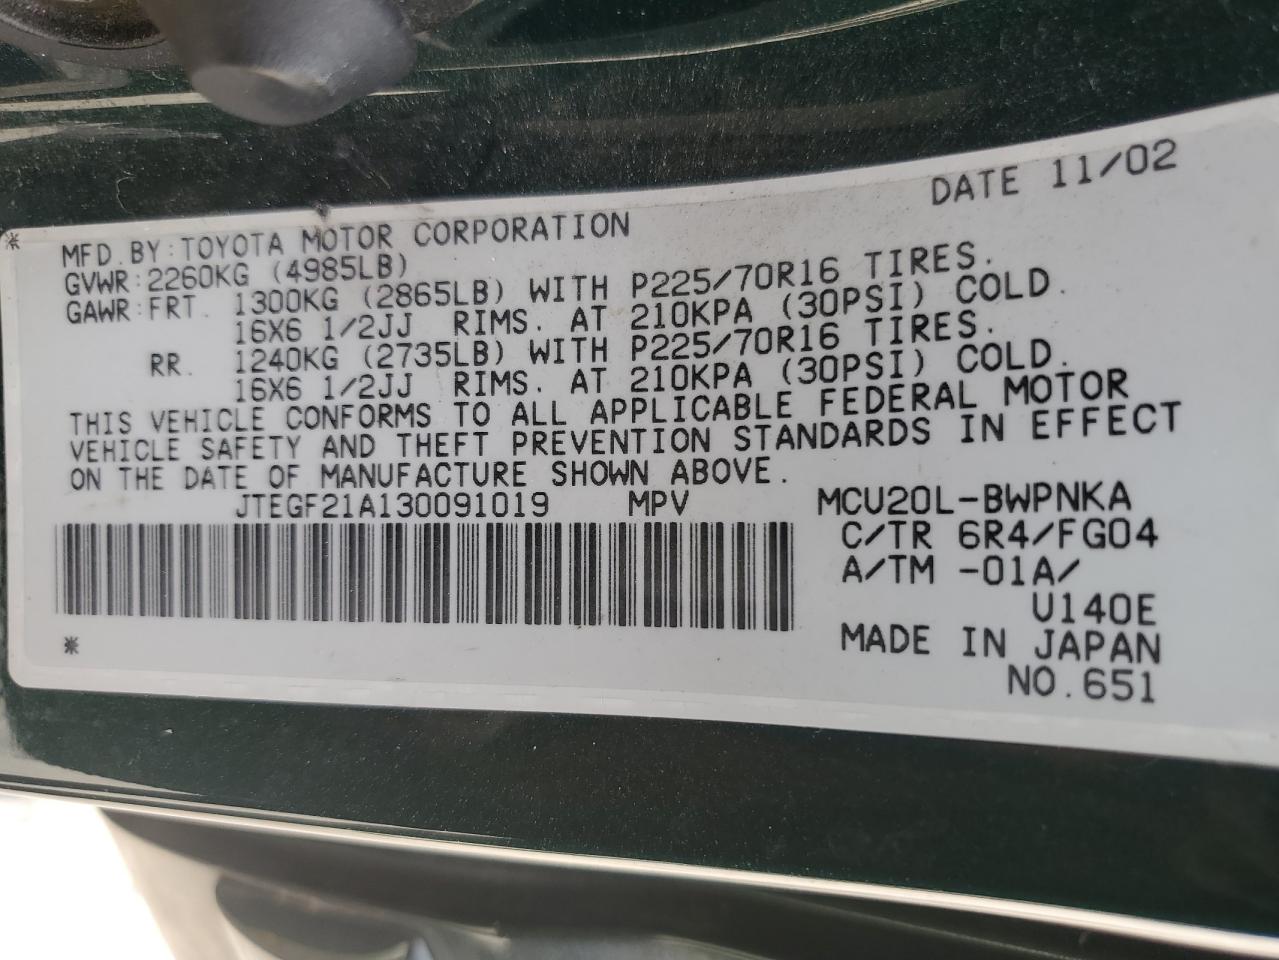 DATE 11/02
MFD.BY:TOYOTA MOTOR CORPORATION
GVWR:2260KG (4985LB)
GAWR:FRT. 1300KG (2865LB) WITH P225/70R16 TIRES.
16X6 1/2JJ RIMS. AT 210KPA (30PSI) COLD.
RR. 1240KG (2735LB) WITH P225/70R16 TIRES.
16X6 1/2JJ RIMS. AT 210KPA (30PSI) COLD.
THIS VEHICLE CONFORMS TO ALL APPLICABLE FEDERAL MOTOR
VEHICLE SAFETY AND THEFT PREVENTION STANDARDS IN EFFECT
ON THE DATE OF MANUFACTURE SHOWN ABOVE.
JTEGF21A130091019 MPV MCU20L-BWPNKA
C/TR 6R4/FG04
A/TM -01A/
U140E
MADE IN JAPAN
NO.651